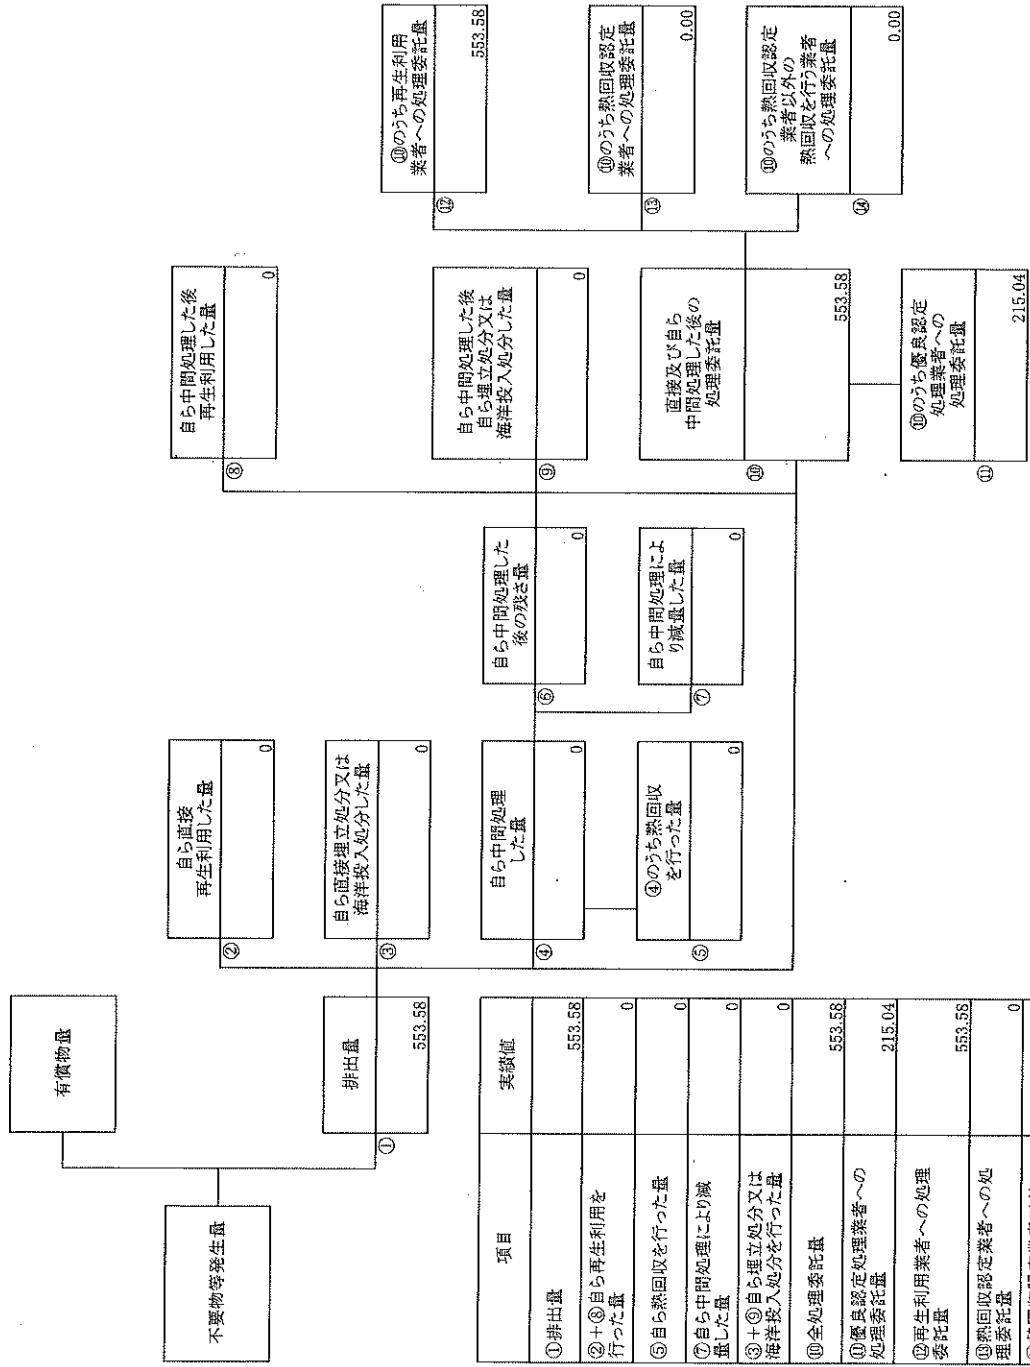 不要物等発生量
有償物量
①
排出量
553.58
②
自ら直接
再生利用した量
0
③
自ら直接埋立処分又は
海洋投入処分した量
0
④
自ら中間処理
した量
0
⑤
④のうち熱回収
を行った量
0
⑥
自ら中間処理した
後の残さ量
0
⑦
自ら中間処理によ
り減量した量
0
⑧
自ら中間処理した後
再生利用した量
0
⑨
自ら中間処理した後
自ら埋立処分又は
海洋投入処分した量
0
⑩
直接及び自ら
中間処理した後の
処理委託量
553.58
⑪
⑩のうち優良認定
処理業者への
処理委託量
215.04
⑫
⑩のうち再生利用
業者への処理委託量
553.58
⑬
⑩のうち熱回収認定
業者への処理委託量
0.00
⑭
⑩のうち熱回収認定
業者以外の
熱回収を行う業者
への処理委託量
0.00
項目
実績値
①排出量
553.58
②+⑧自ら再生利用を
行った量
0
⑤自ら熱回収を行った量
0
⑦自ら中間処理により減
量した量
0
③+⑨自ら埋立処分又は
海洋投入処分を行った量
0
⑩全処理委託量
553.58
⑪優良認定処理業者への
処理委託量
215.04
⑫再生利用業者への処理
委託量
553.58
⑬熱回収認定業者への処
理委託量
0